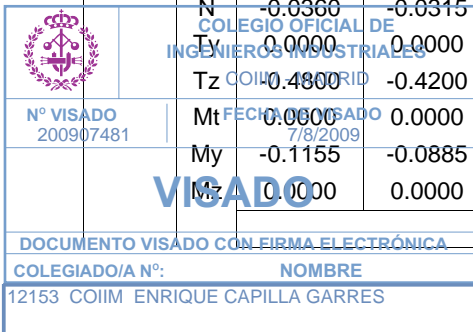 N -0.0360 -0.0315
COLEGIO OFICIAL DE
INGENIEROS INDUSTRIALES
Ty 0.0000 0.0000
COIIM - MADRID
Tz -0.4800 -0.4200
Nº VISADO FECHA DE VISADO
Mt 0.0000 0.0000
200907481 7/8/2009
My -0.1155 -0.0885
VISADO
Mz 0.0000 0.0000
DOCUMENTO VISADO CON FIRMA ELECTRÓNICA
COLEGIADO/A Nº: NOMBRE
12153 COIIM ENRIQUE CAPILLA GARRES